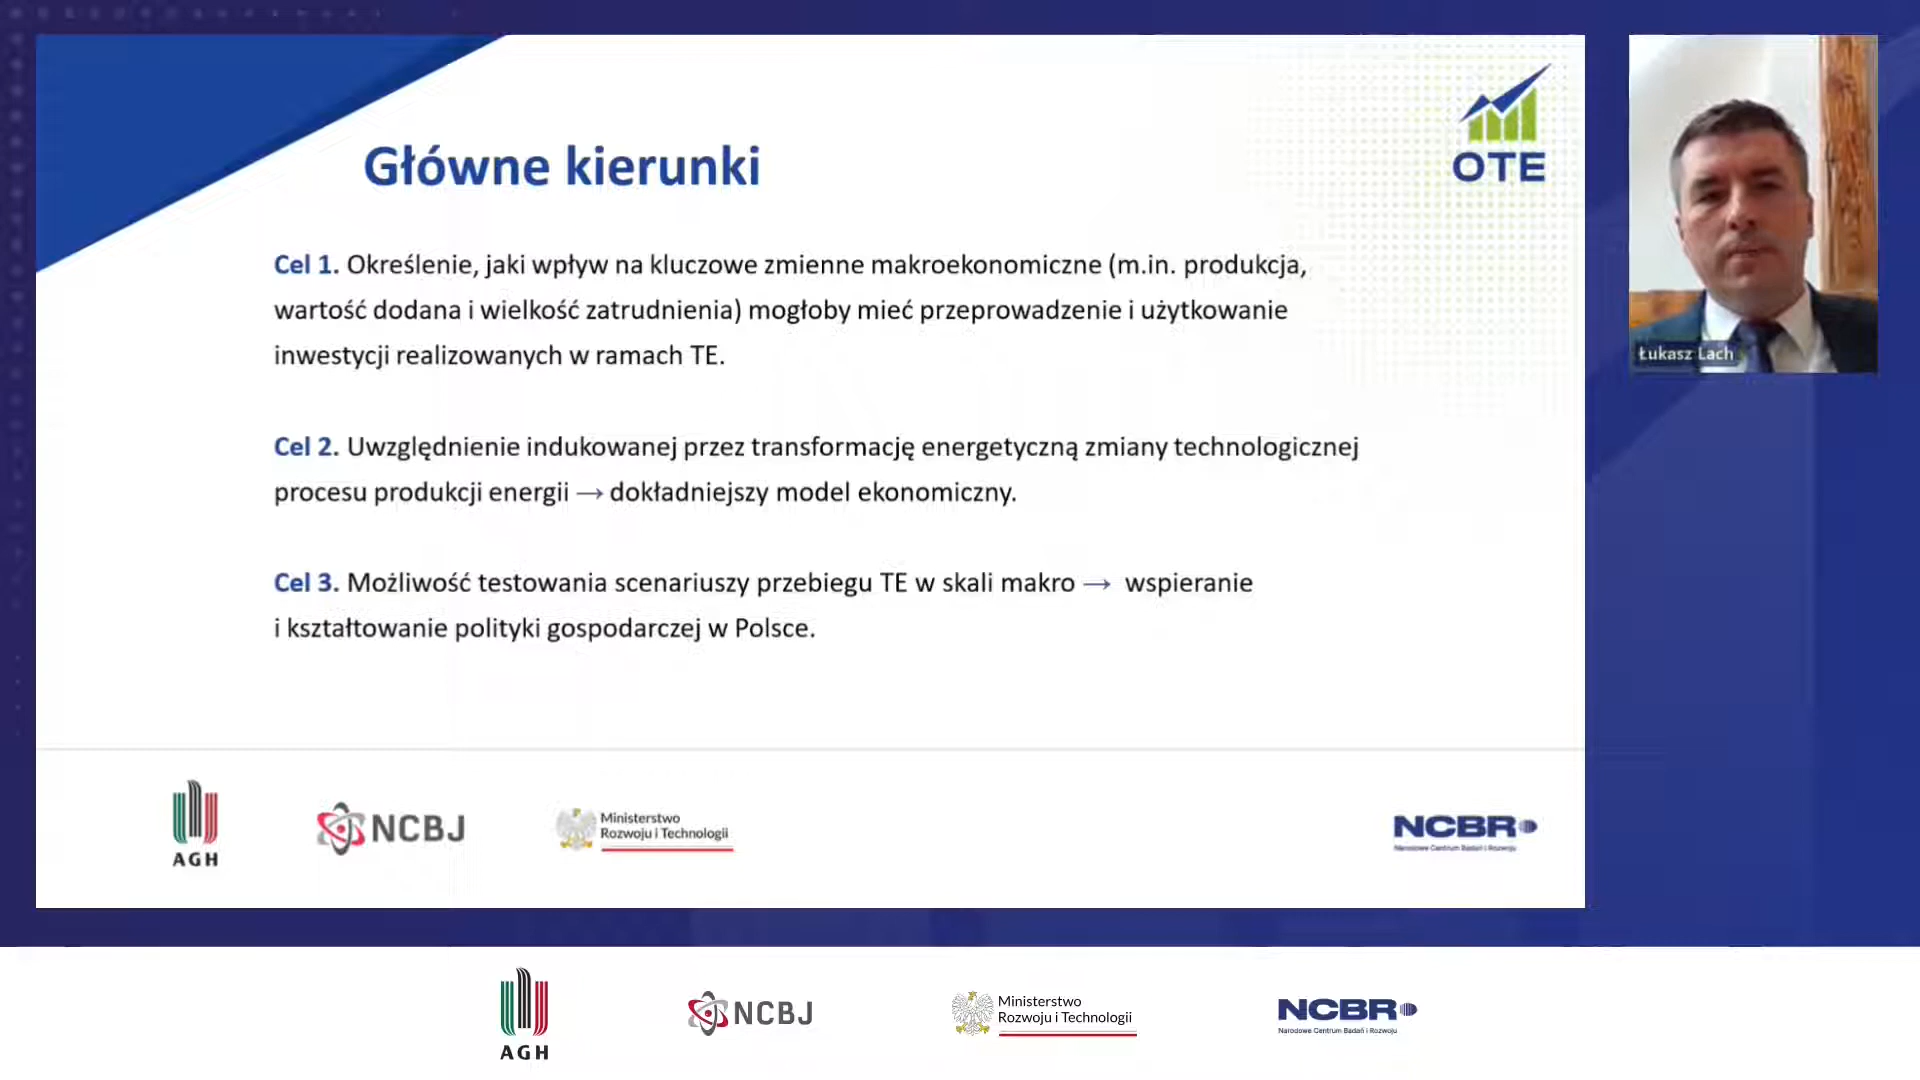 Główne kierunki
OTE
Cel 1. Określenie, jaki wpływ na kluczowe zmienne makroekonomiczne (m.in. produkcja,
wartość dodana i wielkość zatrudnienia) mogłoby mieć przeprowadzenie i użytkowanie
inwestycji realizowanych w ramach TE.
Cel 2. Uwzględnienie indukowanej przez transformację energetyczną zmiany technologicznej
procesu produkcji energii → dokładniejszy model ekonomiczny.
Cel 3. Możliwość testowania scenariuszy przebiegu TE w skali makro → wspieranie
i kształtowanie polityki gospodarczej w Polsce.
Łukasz Lach
AGH
NCBJ
Ministerstwo
Rozwoju i Technologii
NCBR
Narodowe Centrum Badań i Rozwoju
AGH
NCBJ
Ministerstwo
Rozwoju i Technologii
NCBR
Narodowe Centrum Badań i Rozwoju